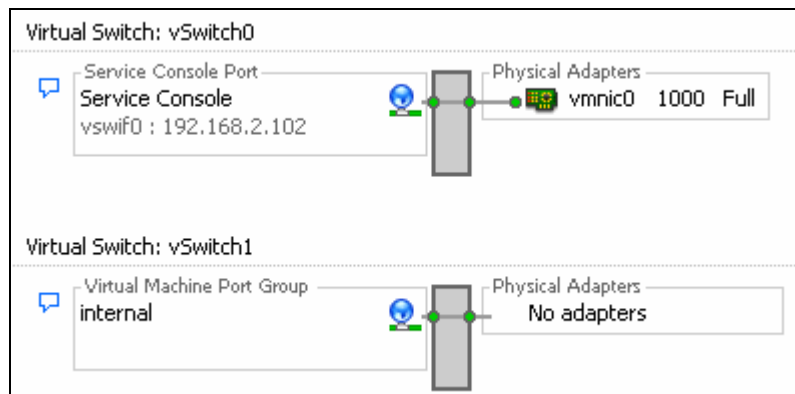 Virtual Switch: vSwitch0
Service Console Port
Physical Adapters
Service Console
vmnic0 1000 Full
vswif0 : 192.168.2.102
Virtual Switch: vSwitch1
Virtual Machine Port Group
Physical Adapters
internal
No adapters